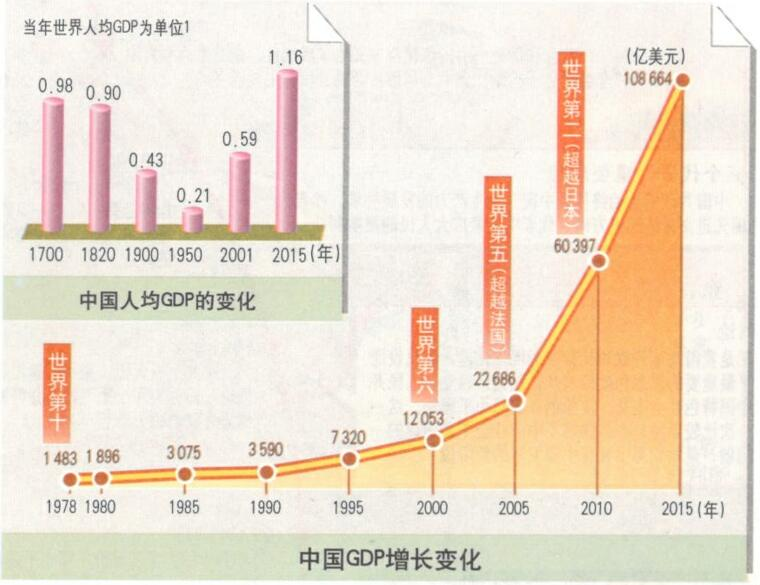 当年世界人均GDP为单位1
0.98 0.90 0.43 0.21 0.59 1.16
1700 1820 1900 1950 2001 2015(年)
中国人均GDP的变化
(亿美元)
世界第十
世界第六
世界第五(超越法国)
世界第二(超越日本)
1 483 1 896 3 075 3 590 7 320 12 053 22 686 60 397 108 664
1978 1980 1985 1990 1995 2000 2005 2010 2015(年)
中国GDP增长变化